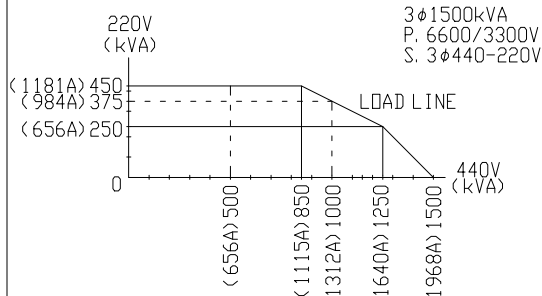 220V
(kVA)
3φ1500kVA
P. 6600/3300V
S. 3φ440-220V
(1181A) 450
(984A) 375
(656A) 250
0
LOAD LINE
440V
(kVA)
(656A) 500
(1115A) 850
1312A) 1000
1640A) 1250
1968A) 1500